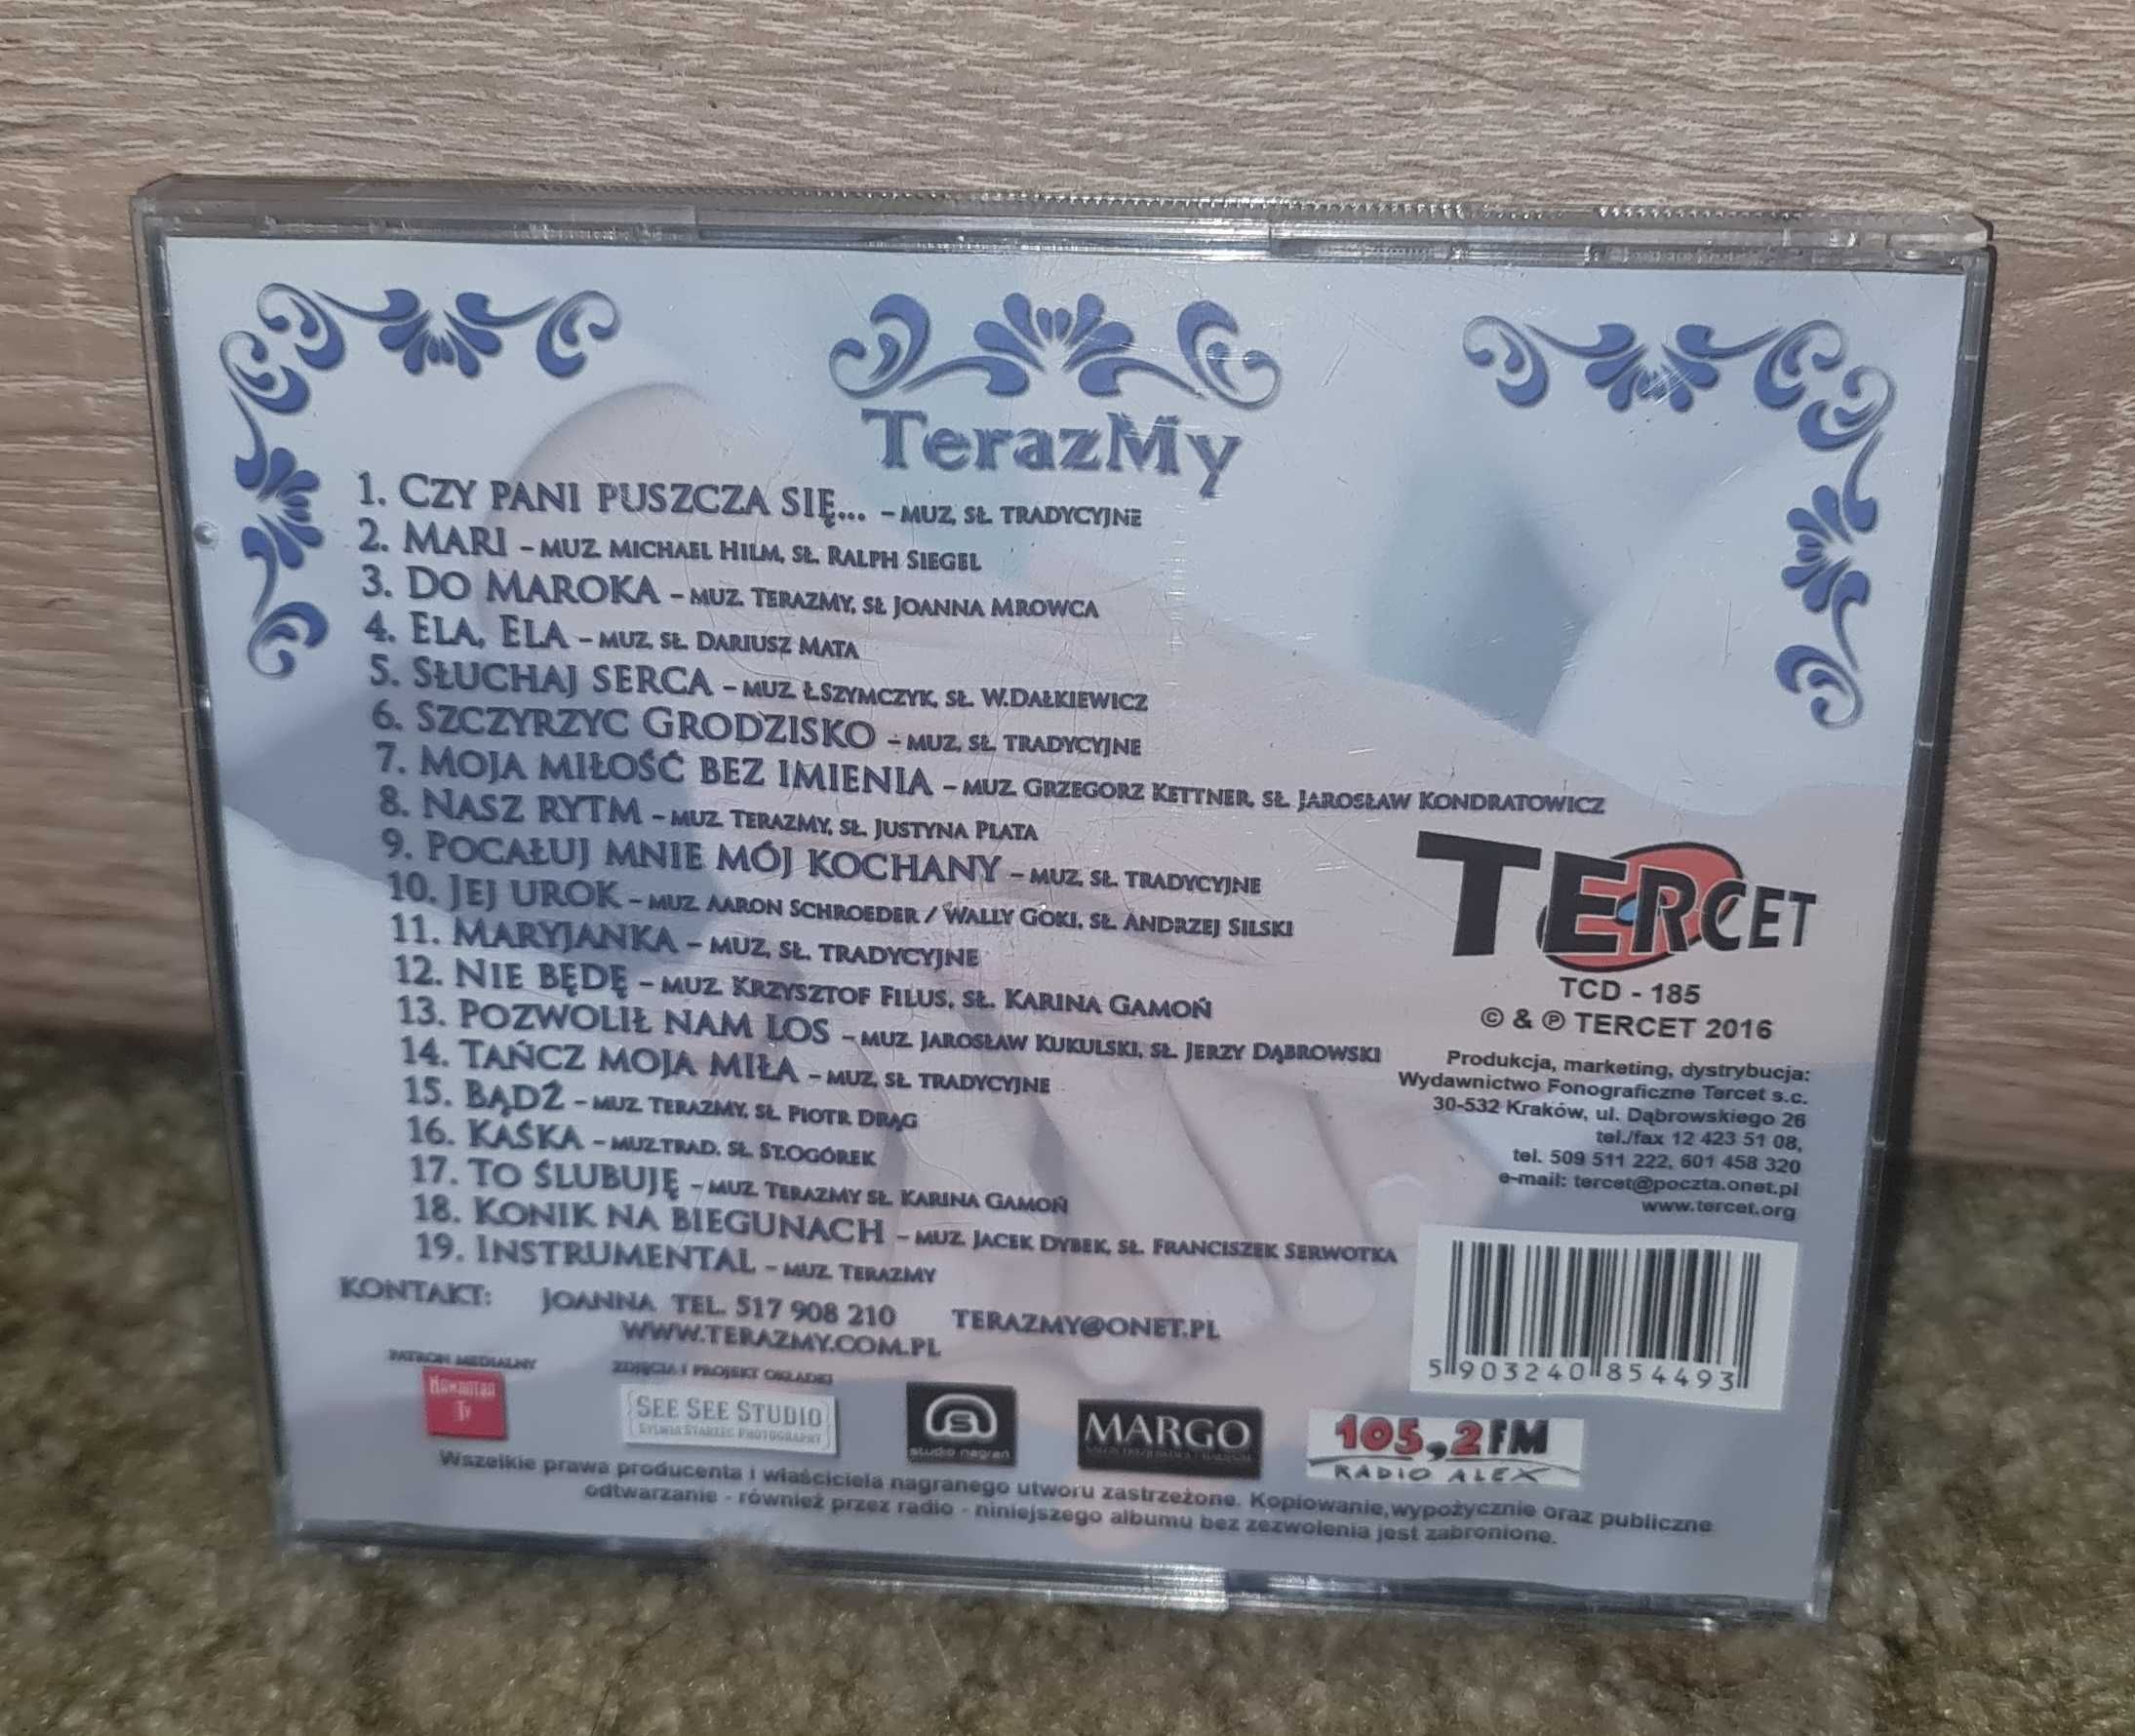 TerazMy
1. Czy pani puszcza się... – muz, sł. tradycyjne
2. Mari – muz. Michael Hilm, sł. Ralph Siegel
3. Do Maroka – muz. TerazMy, sł Joanna Mrowca
4. Ela, Ela – muz, sł. Dariusz Mata
5. Słuchaj serca – muz. Ł.Szymczyk, sł. W.Dałkiewicz
6. Szczyrzyc Grodzisko – muz, sł. tradycyjne
7. Moja miłość bez imienia – muz. Grzegorz Kettner, sł. Jarosław Kondratowicz
8. Nasz rytm – muz. TerazMy, sł. Justyna Plata
9. Pocałuj mnie mój kochany – muz, sł. tradycyjne
10. Jej urok – muz. Aaron Schroeder / Wally Goki, sł. Andrzej Silski
11. Maryjanka – muz, sł. tradycyjne
12. Nie będę – muz. Krzysztof Filus, sł. Karina Gamoń
13. Pozwolił nam los – muz. Jarosław Kukulski, sł. Jerzy Dąbrowski
14. Tańcz moja miła – muz, sł. tradycyjne
15. Bądź – muz. TerazMy, sł. Piotr Drąg
16. Kaśka – muz.trad. sł. St.Ogórek
17. To ślubuję – muz. TerazMy sł. Karina Gamoń
18. Konik na biegunach – muz. Jacek Dybek, sł. Franciszek Serwotka
19. Instrumental – muz. TerazMy
KONTAKT: JOANNA TEL. 517 908 210 TERAZMY@ONET.PL
WWW.TERAZMY.COM.PL
TERCET
TCD - 185
© & ℗ TERCET 2016
Produkcja, marketing, dystrybucja:
Wydawnictwo Fonograficzne Tercet s.c.
30-532 Kraków, ul. Dąbrowskiego 26
tel./fax 12 423 51 08,
tel. 509 511 222, 601 458 320
e-mail: tercet@poczta.onet.pl
www.tercet.org
5 903240 854493
PATRON MEDIALNY
TV
ZDJĘCIA I PROJEKT OKŁADKI
SEE SEE STUDIO
SYLWIA STARZEC PHOTOGRAPHY
studio nagrań
MARGO
105,2 FM
RADIO ALEX
Wszelkie prawa producenta i właściciela nagranego utworu zastrzeżone. Kopiowanie,wypożycznie oraz publiczne
odtwarzanie - również przez radio - niniejszego albumu bez zezwolenia jest zabronione.